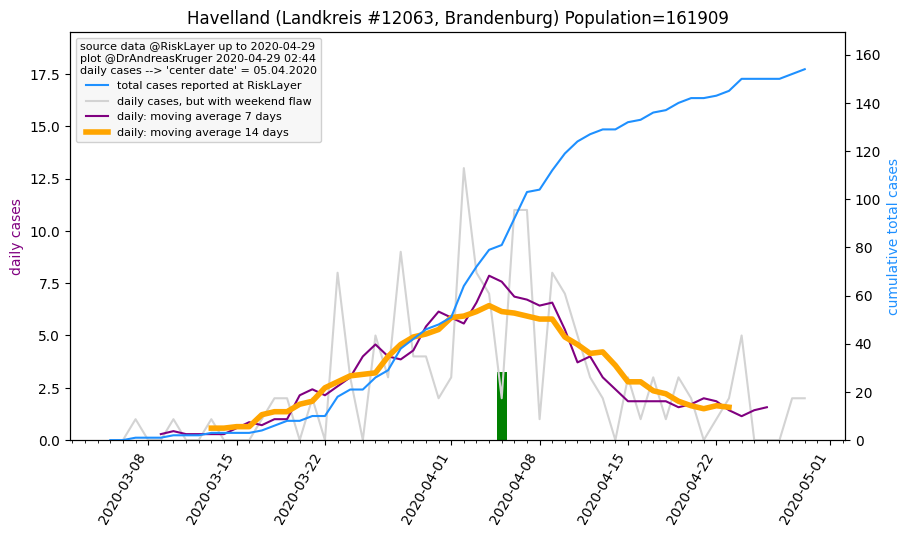 Havelland (Landkreis #12063, Brandenburg) Population=161909
source data @RiskLayer up to 2020-04-29
plot @DrAndreasKruger 2020-04-29 02:44
daily cases --> 'center date' = 05.04.2020
total cases reported at RiskLayer
daily cases, but with weekend flaw
daily: moving average 7 days
daily: moving average 14 days
daily cases
17.5
15.0
12.5
10.0
7.5
5.0
2.5
0.0
160
140
120
100
80
60
40
20
0
cumulative total cases
2020-03-08
2020-03-15
2020-03-22
2020-04-01
2020-04-08
2020-04-15
2020-04-22
2020-05-01